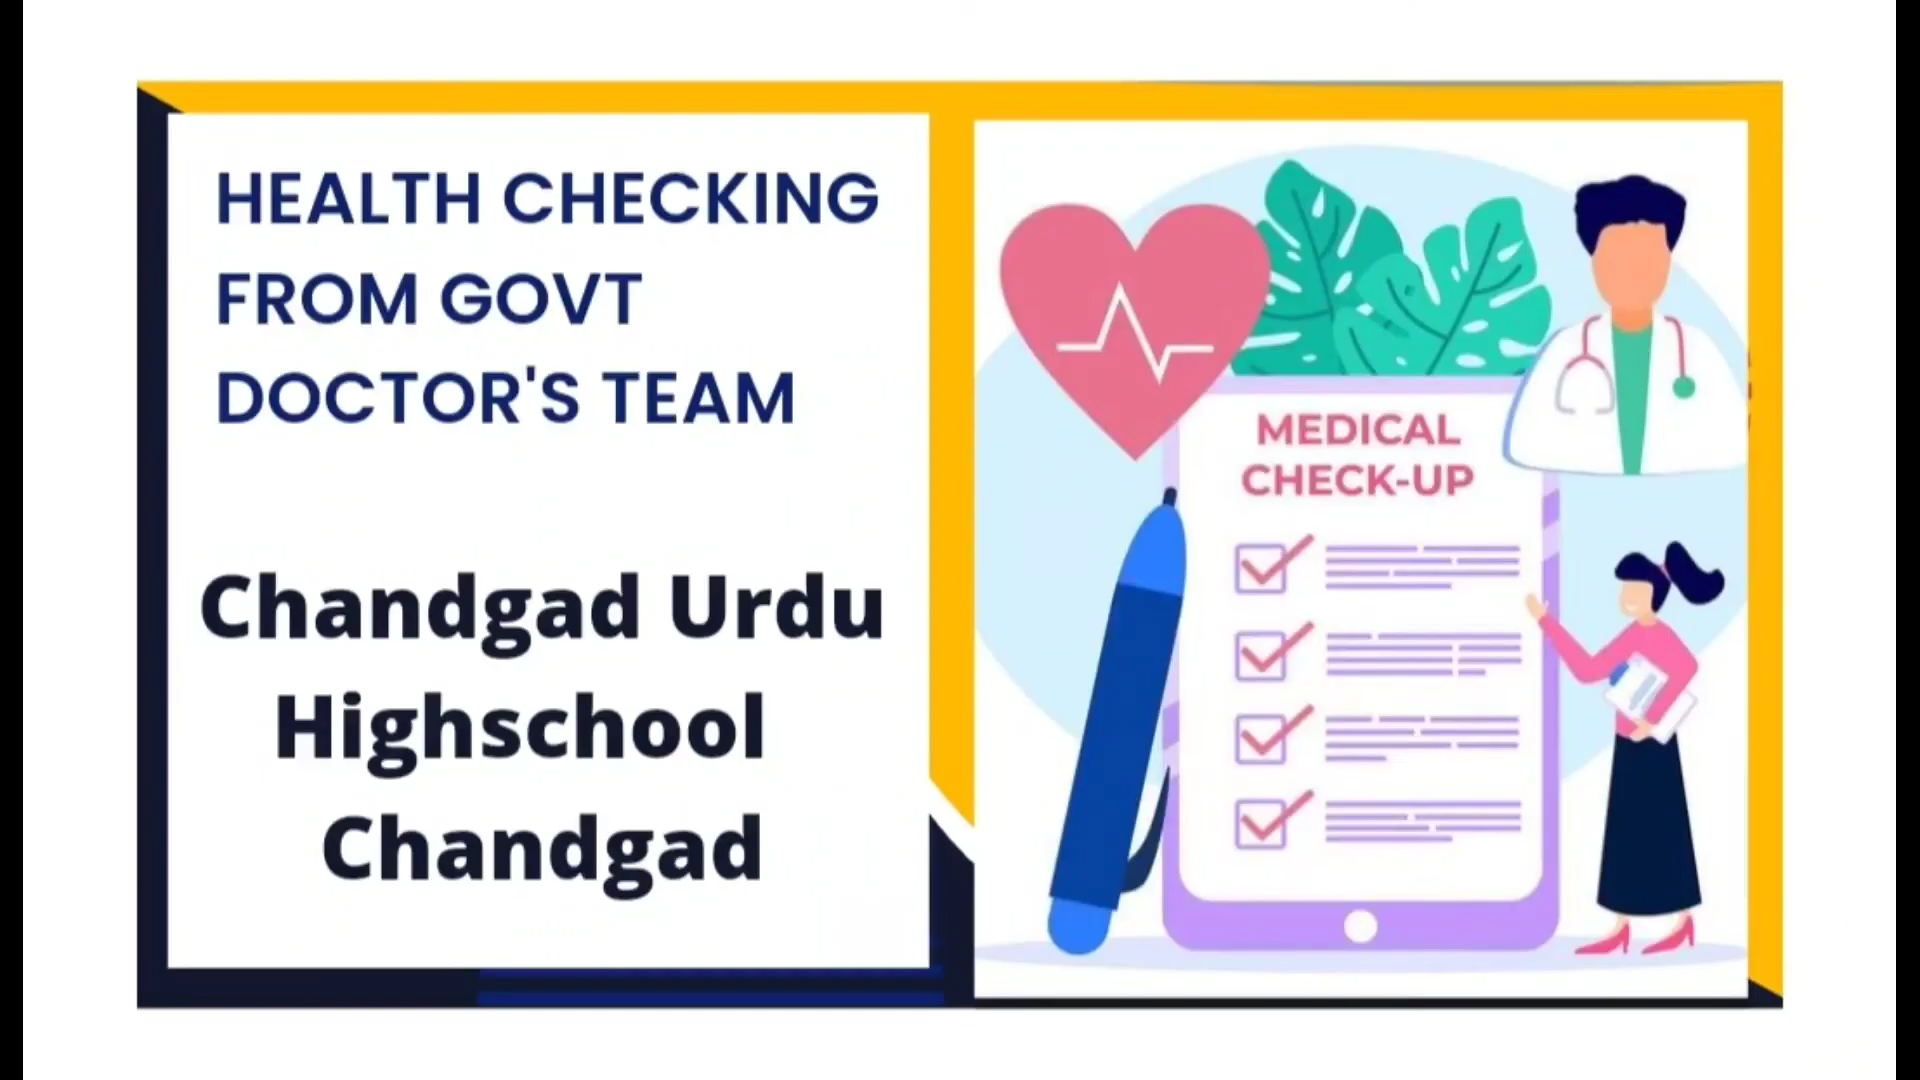 HEALTH CHECKING
FROM GOVT
DOCTOR'S TEAM
Chandgad Urdu
Highschool
Chandgad
MEDICAL
CHECK-UP